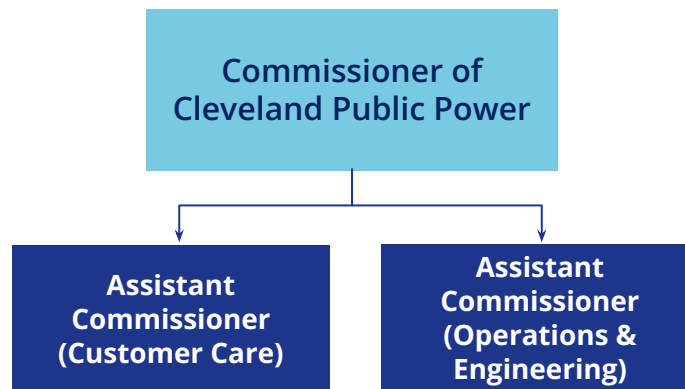 Commissioner of
Cleveland Public Power
Assistant
Commissioner
(Customer Care)
Assistant
Commissioner
(Operations &
Engineering)